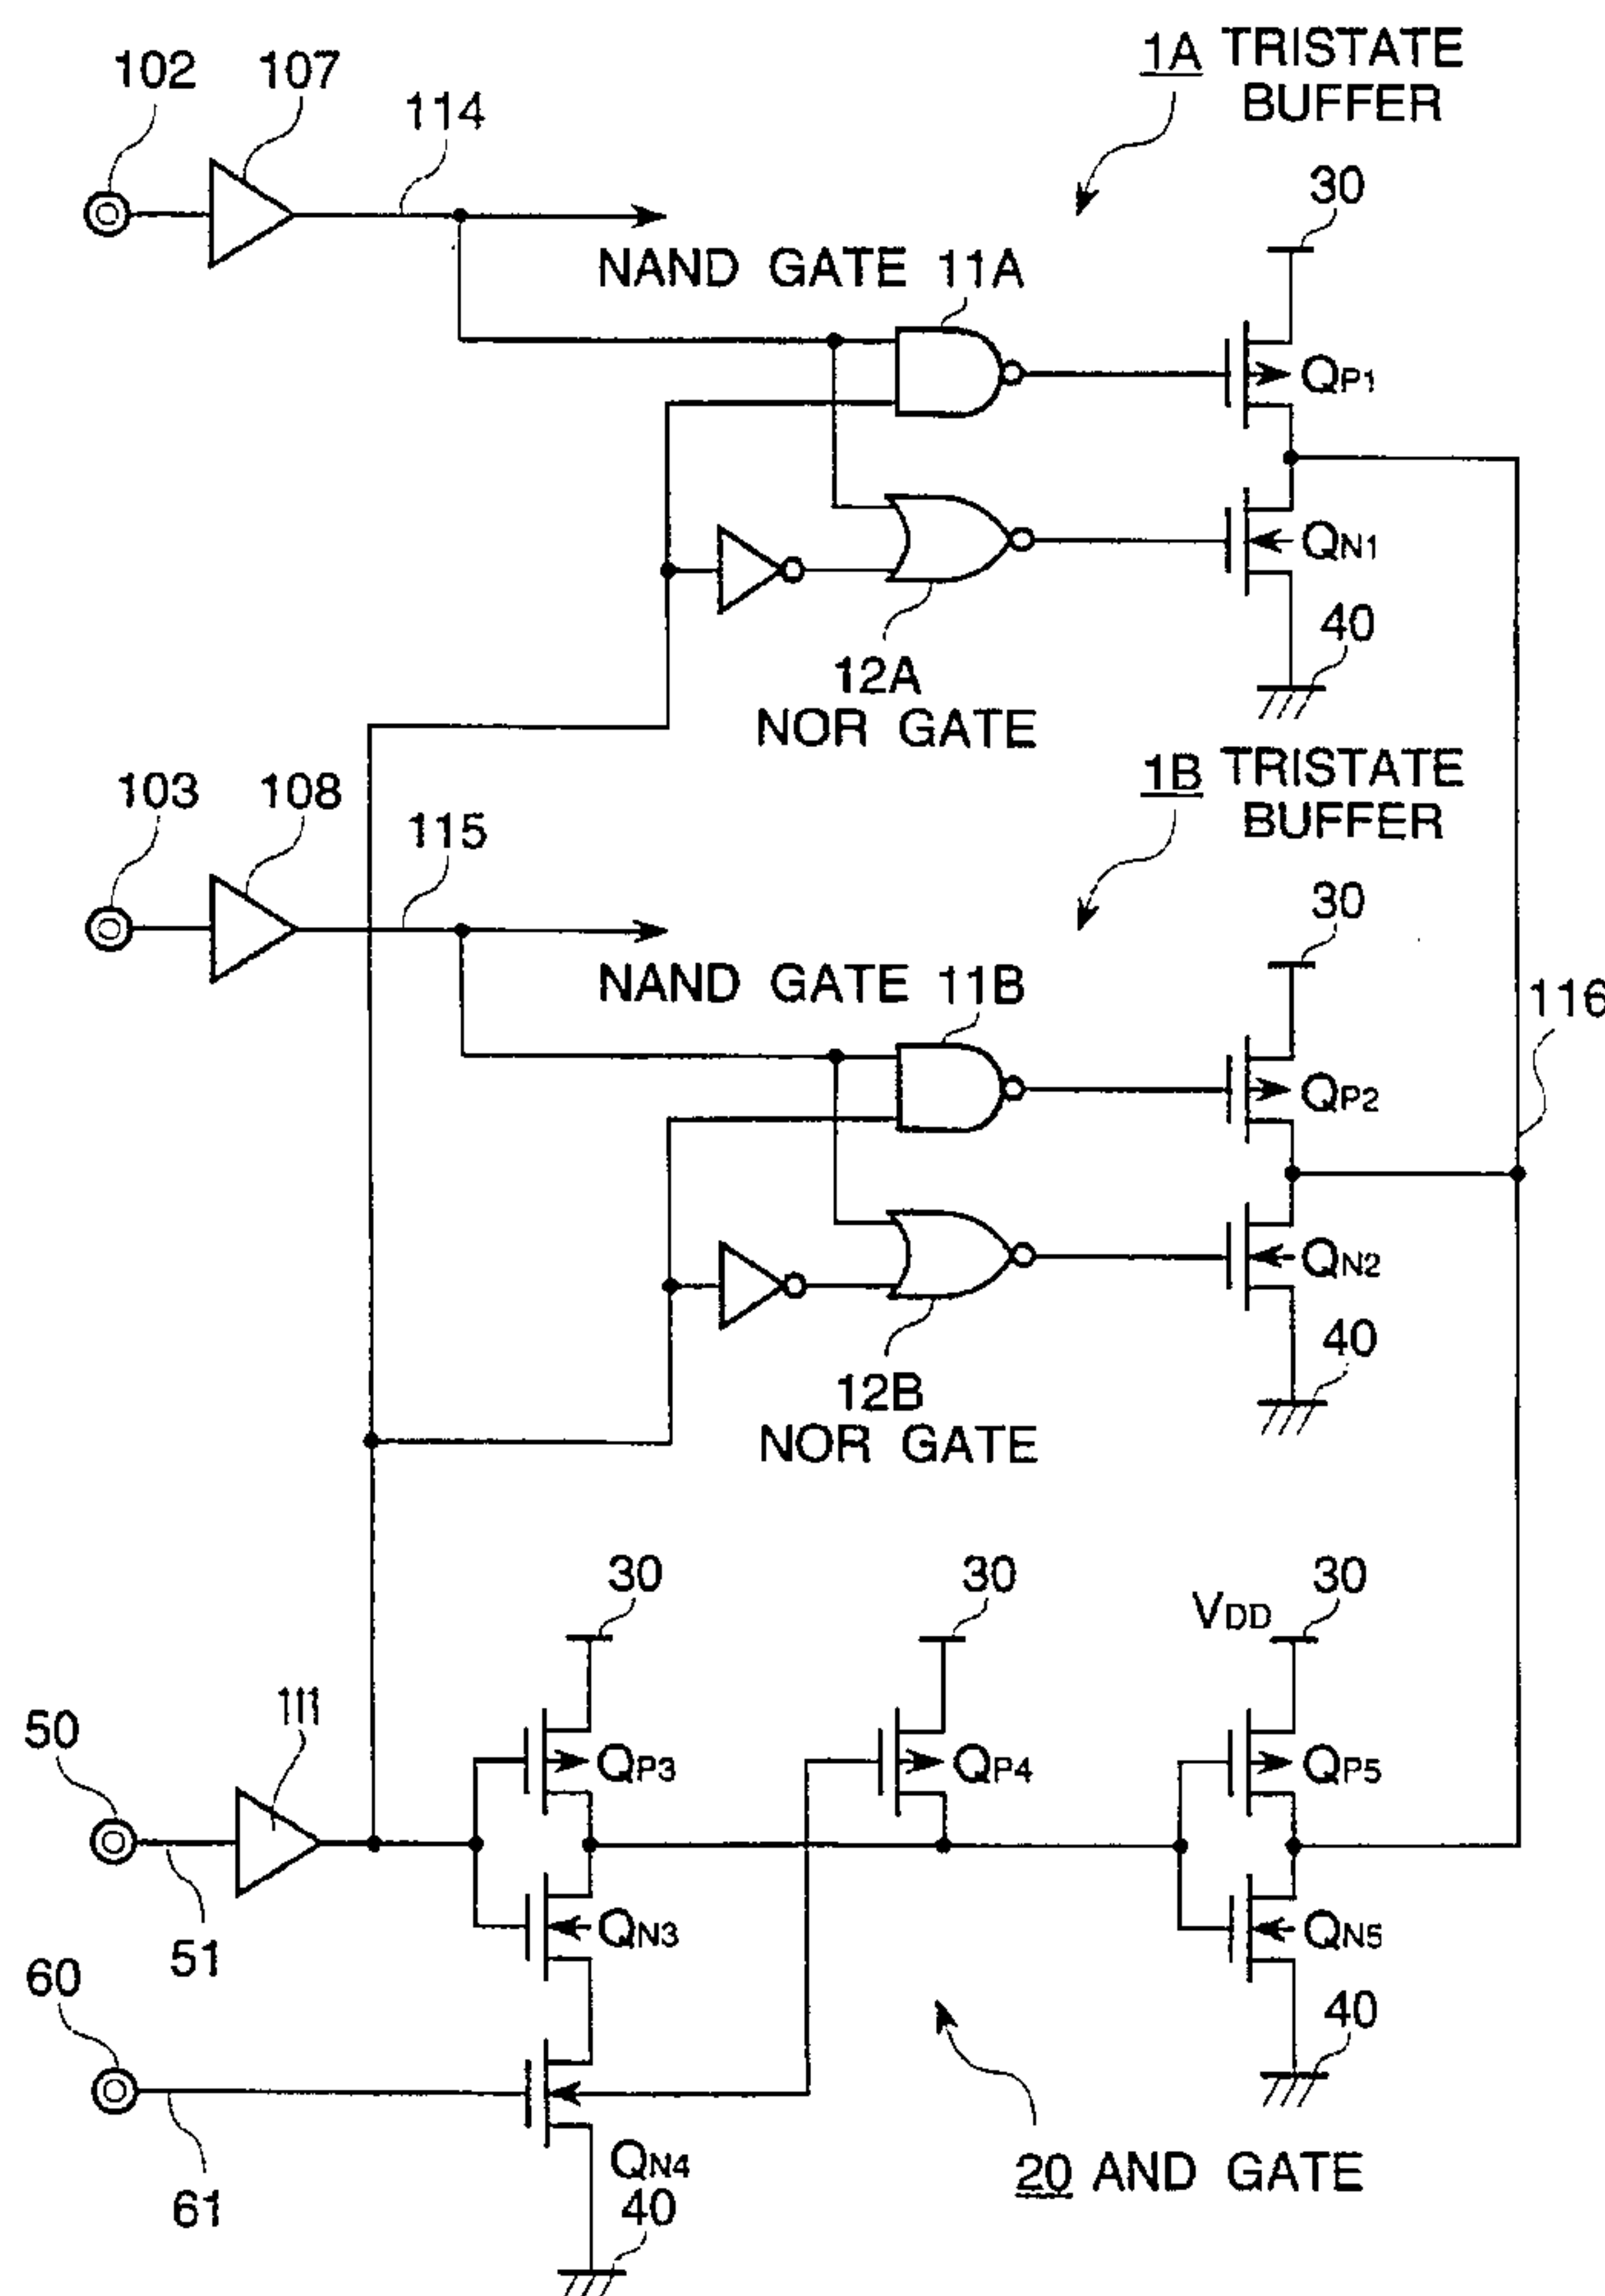 1A TRISTATE
BUFFER
102
107
114
30
NAND GATE 11A
QP1
QN1
40
12A
NOR GATE
1B TRISTATE
BUFFER
103
108
115
30
NAND GATE 11B
116
QP2
QN2
40
12B
NOR GATE
30
30
VDD
30
111
50
QP3
QP4
QP5
51
QN3
QN5
60
40
61
QN4
40
20 AND GATE